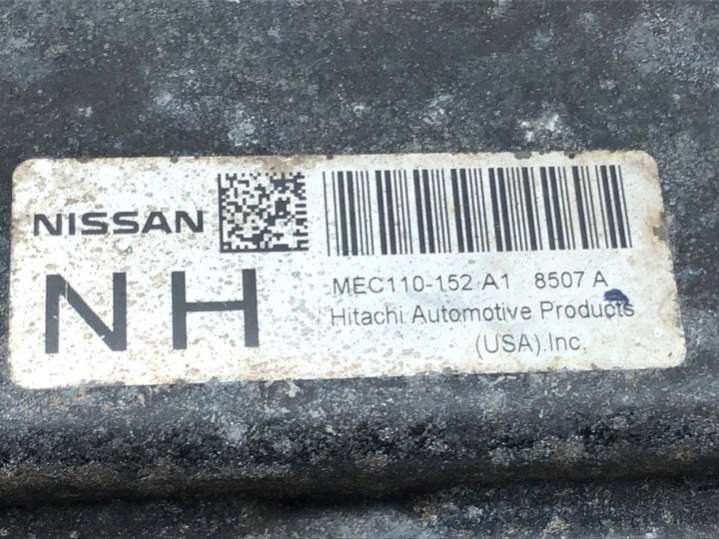 NISSAN
NH
MEC110-152 A1 8507 A
Hitachi Automotive Products
(USA).Inc.